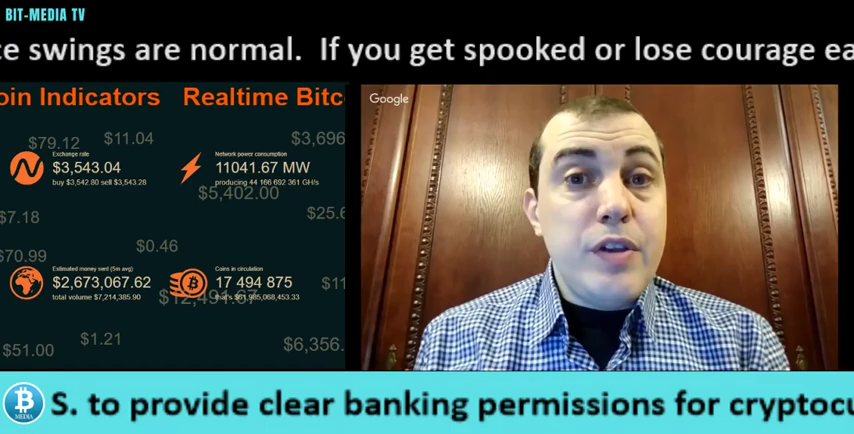 BIT-MEDIA TV
ce swings are normal. If you get spooked or lose courage ea
oin Indicators Realtime Bitc
Google
$79.12
$11.04
$3,696
Exchange rate
$3,543.04
buy $3,542.80 sell $3,543.28
Network power consumption
11041.67 MW
producing 44 166 692 361 GH/s
$5,402.00
$7.18
$25.6
$70.99
$0.46
Estimated money sent (5m avg)
$2,673,067.62
total volume $7,214,385.90
Coins in circulation
17 494 875
$11
$1.21
$51.00
$6,356.
B
MEDIA
S. to provide clear banking permissions for cryptocu